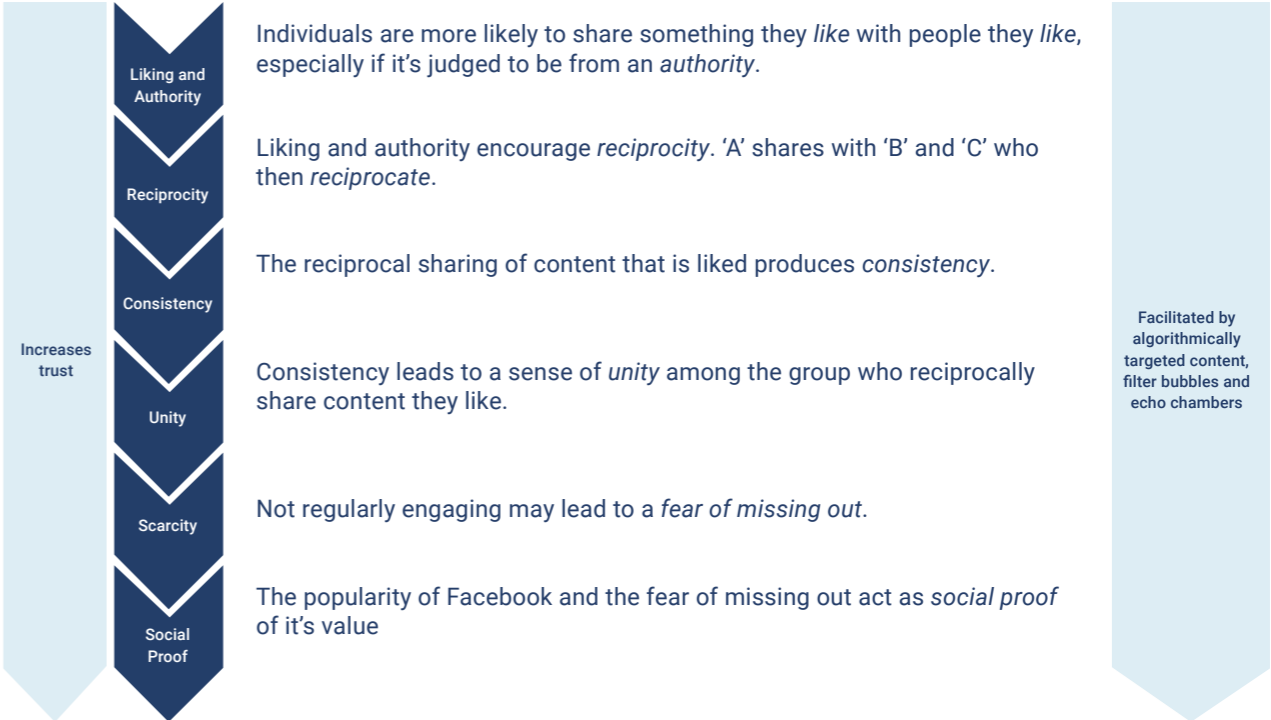 Individuals are more likely to share something they like with people they like,
especially if it's judged to be from an authority.
Liking and
Authority
Liking and authority encourage reciprocity. ‘A’ shares with ‘B’ and ‘C’ who
then reciprocate.
Reciprocity
The reciprocal sharing of content that is liked produces consistency.
Consistency
Increases
trust
Facilitated by
algorithmically
targeted content,
filter bubbles and
echo chambers
Consistency leads to a sense of unity among the group who reciprocally
share content they like.
Unity
Not regularly engaging may lead to a fear of missing out.
Scarcity
The popularity of Facebook and the fear of missing out act as social proof
of it's value
Social
Proof